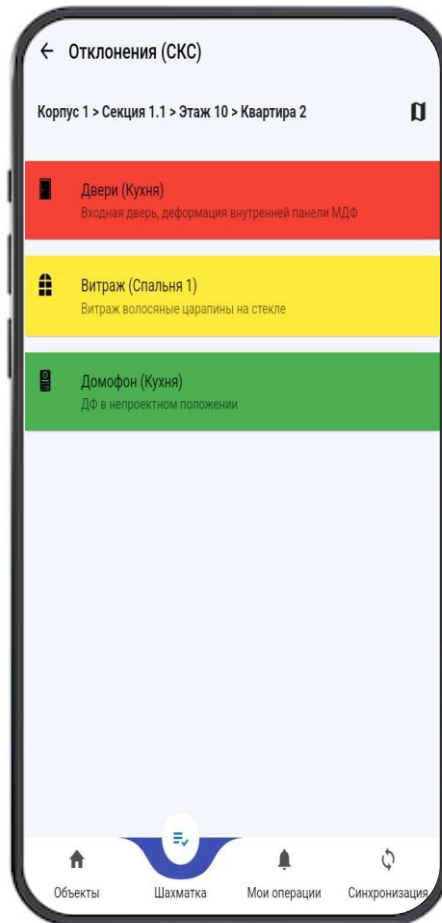 Отклонения (СКС)
Корпус 1 > Секция 1.1 > Этаж 10 > Квартира 2
Двери (Кухня)
Входная дверь, деформация внутренней панели МДФ
Витраж (Спальня 1)
Витраж волосяные царапины на стекле
Домофон (Кухня)
ДФ в непроектном положении
Объекты
Шахматка
Мои операции
Синхронизация